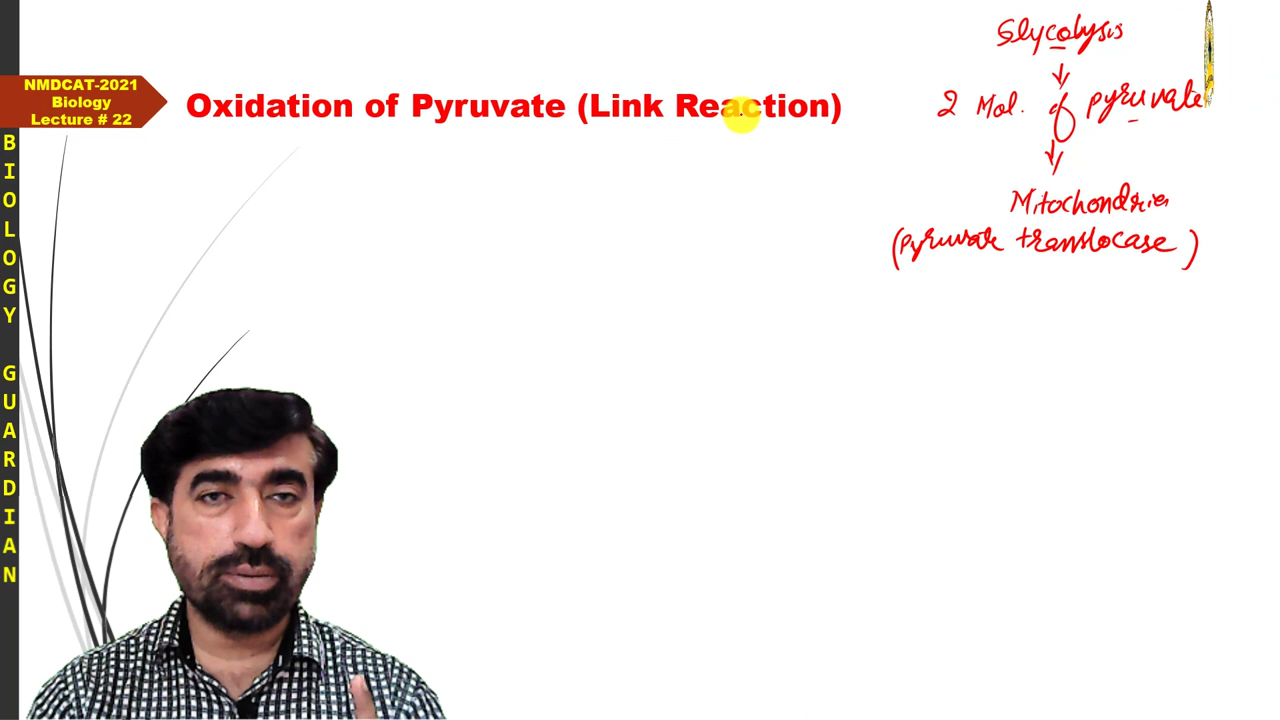 NMDCAT-2021
Biology
Lecture # 22
Oxidation of Pyruvate (Link Reaction)
Glycolysis
2 Mol. of pyruvate
Mitochondria
(Pyruvate translocase)
BIOLOGY GUARDIAN